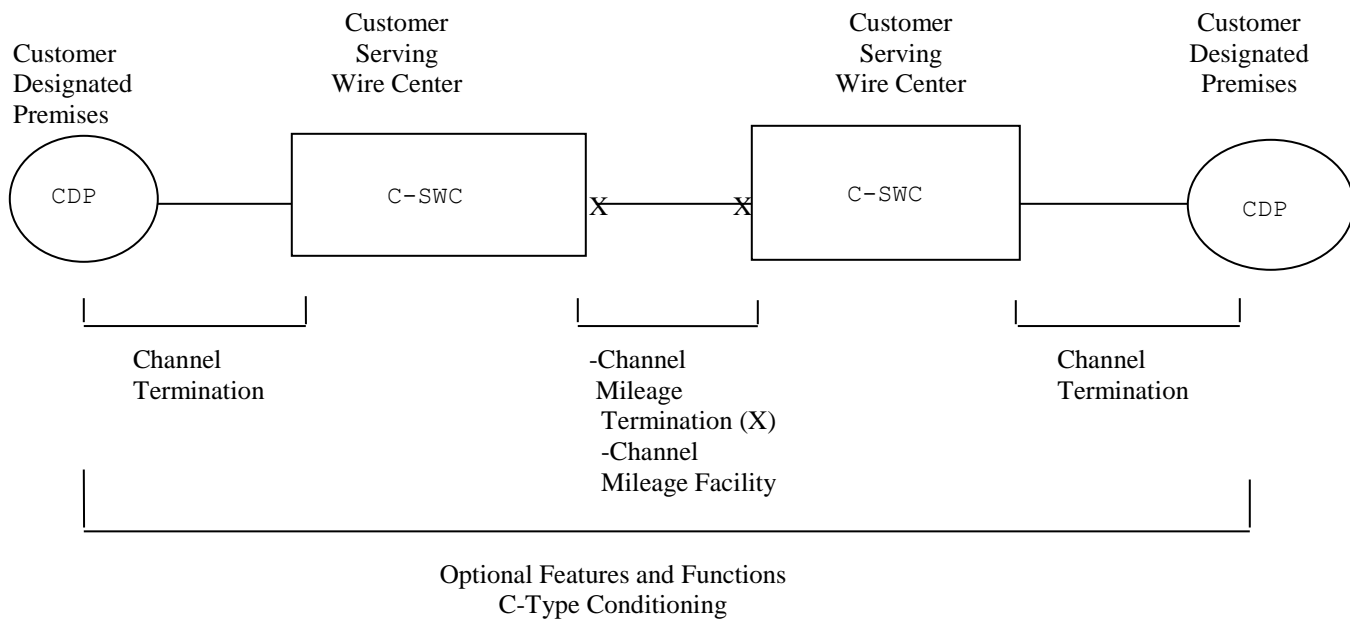 Customer
Designated
Premises
Customer
Serving
Wire Center
Customer
Serving
Wire Center
Customer
Designated
Premises
CDP
C-SWC
X
X
C-SWC
CDP
Channel
Termination
-Channel
Mileage
Termination (X)
-Channel
Mileage Facility
Channel
Termination
Optional Features and Functions
C-Type Conditioning